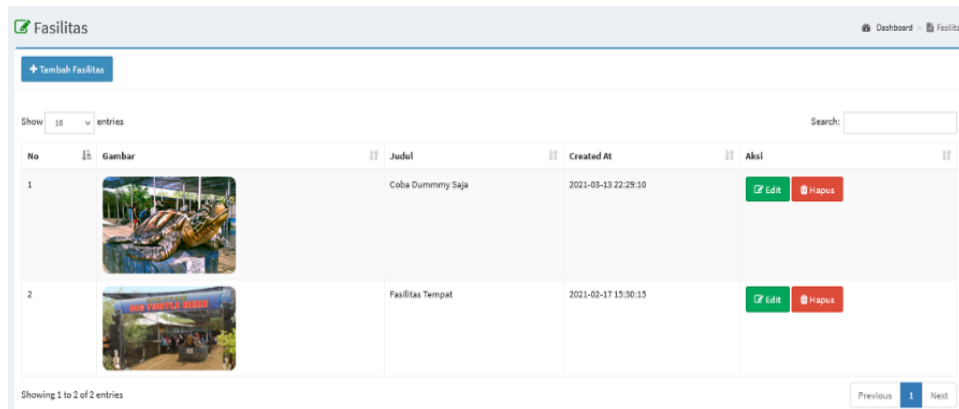 Fasilitas
Dashboard > Fasilita
+ Tambah Fasilitas
Show 10 entries
Search:
No Gambar Judul Created At Aksi
1 Coba Dummmy Saja 2021-03-13 22:29:10 Edit Hapus
2 Fasilitas Tempat 2021-02-17 15:30:15 Edit Hapus
Showing 1 to 2 of 2 entries
Previous 1 Next